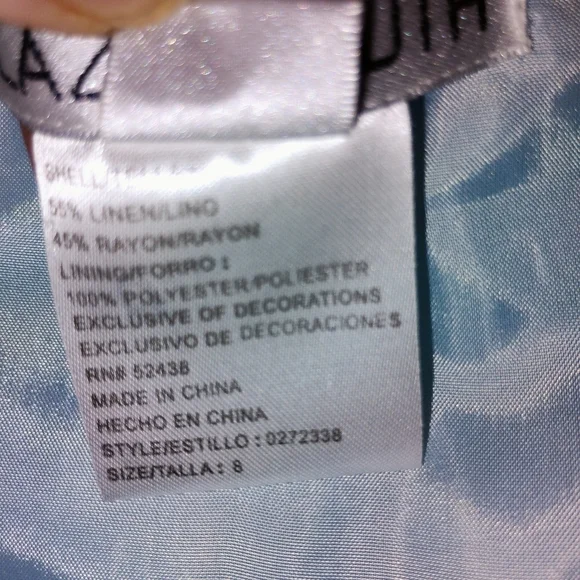 SHELL/
55% LINEN/LINO
45% RAYON/RAYON
LINING/FORRO :
100% POLYESTER/POLIESTER
EXCLUSIVE OF DECORATIONS
EXCLUSIVO DE DECORACIONES
RN# 52438
MADE IN CHINA
HECHO EN CHINA
STYLE/ESTILLO : 0272338
SIZE/TALLA : 8